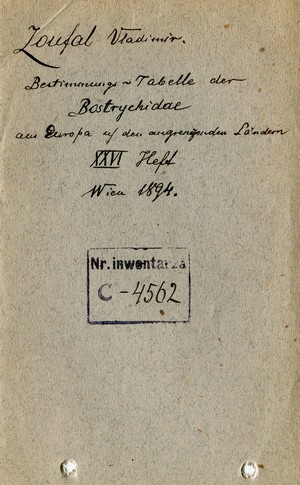 Zoufal Vladimir.
Bestimmungs-Tabelle der
Bostrychidae
aus Europa u/ den angrenzenden Ländern
XXVI Heft
Wien 1894.
Nr. inwentarza
C-4562